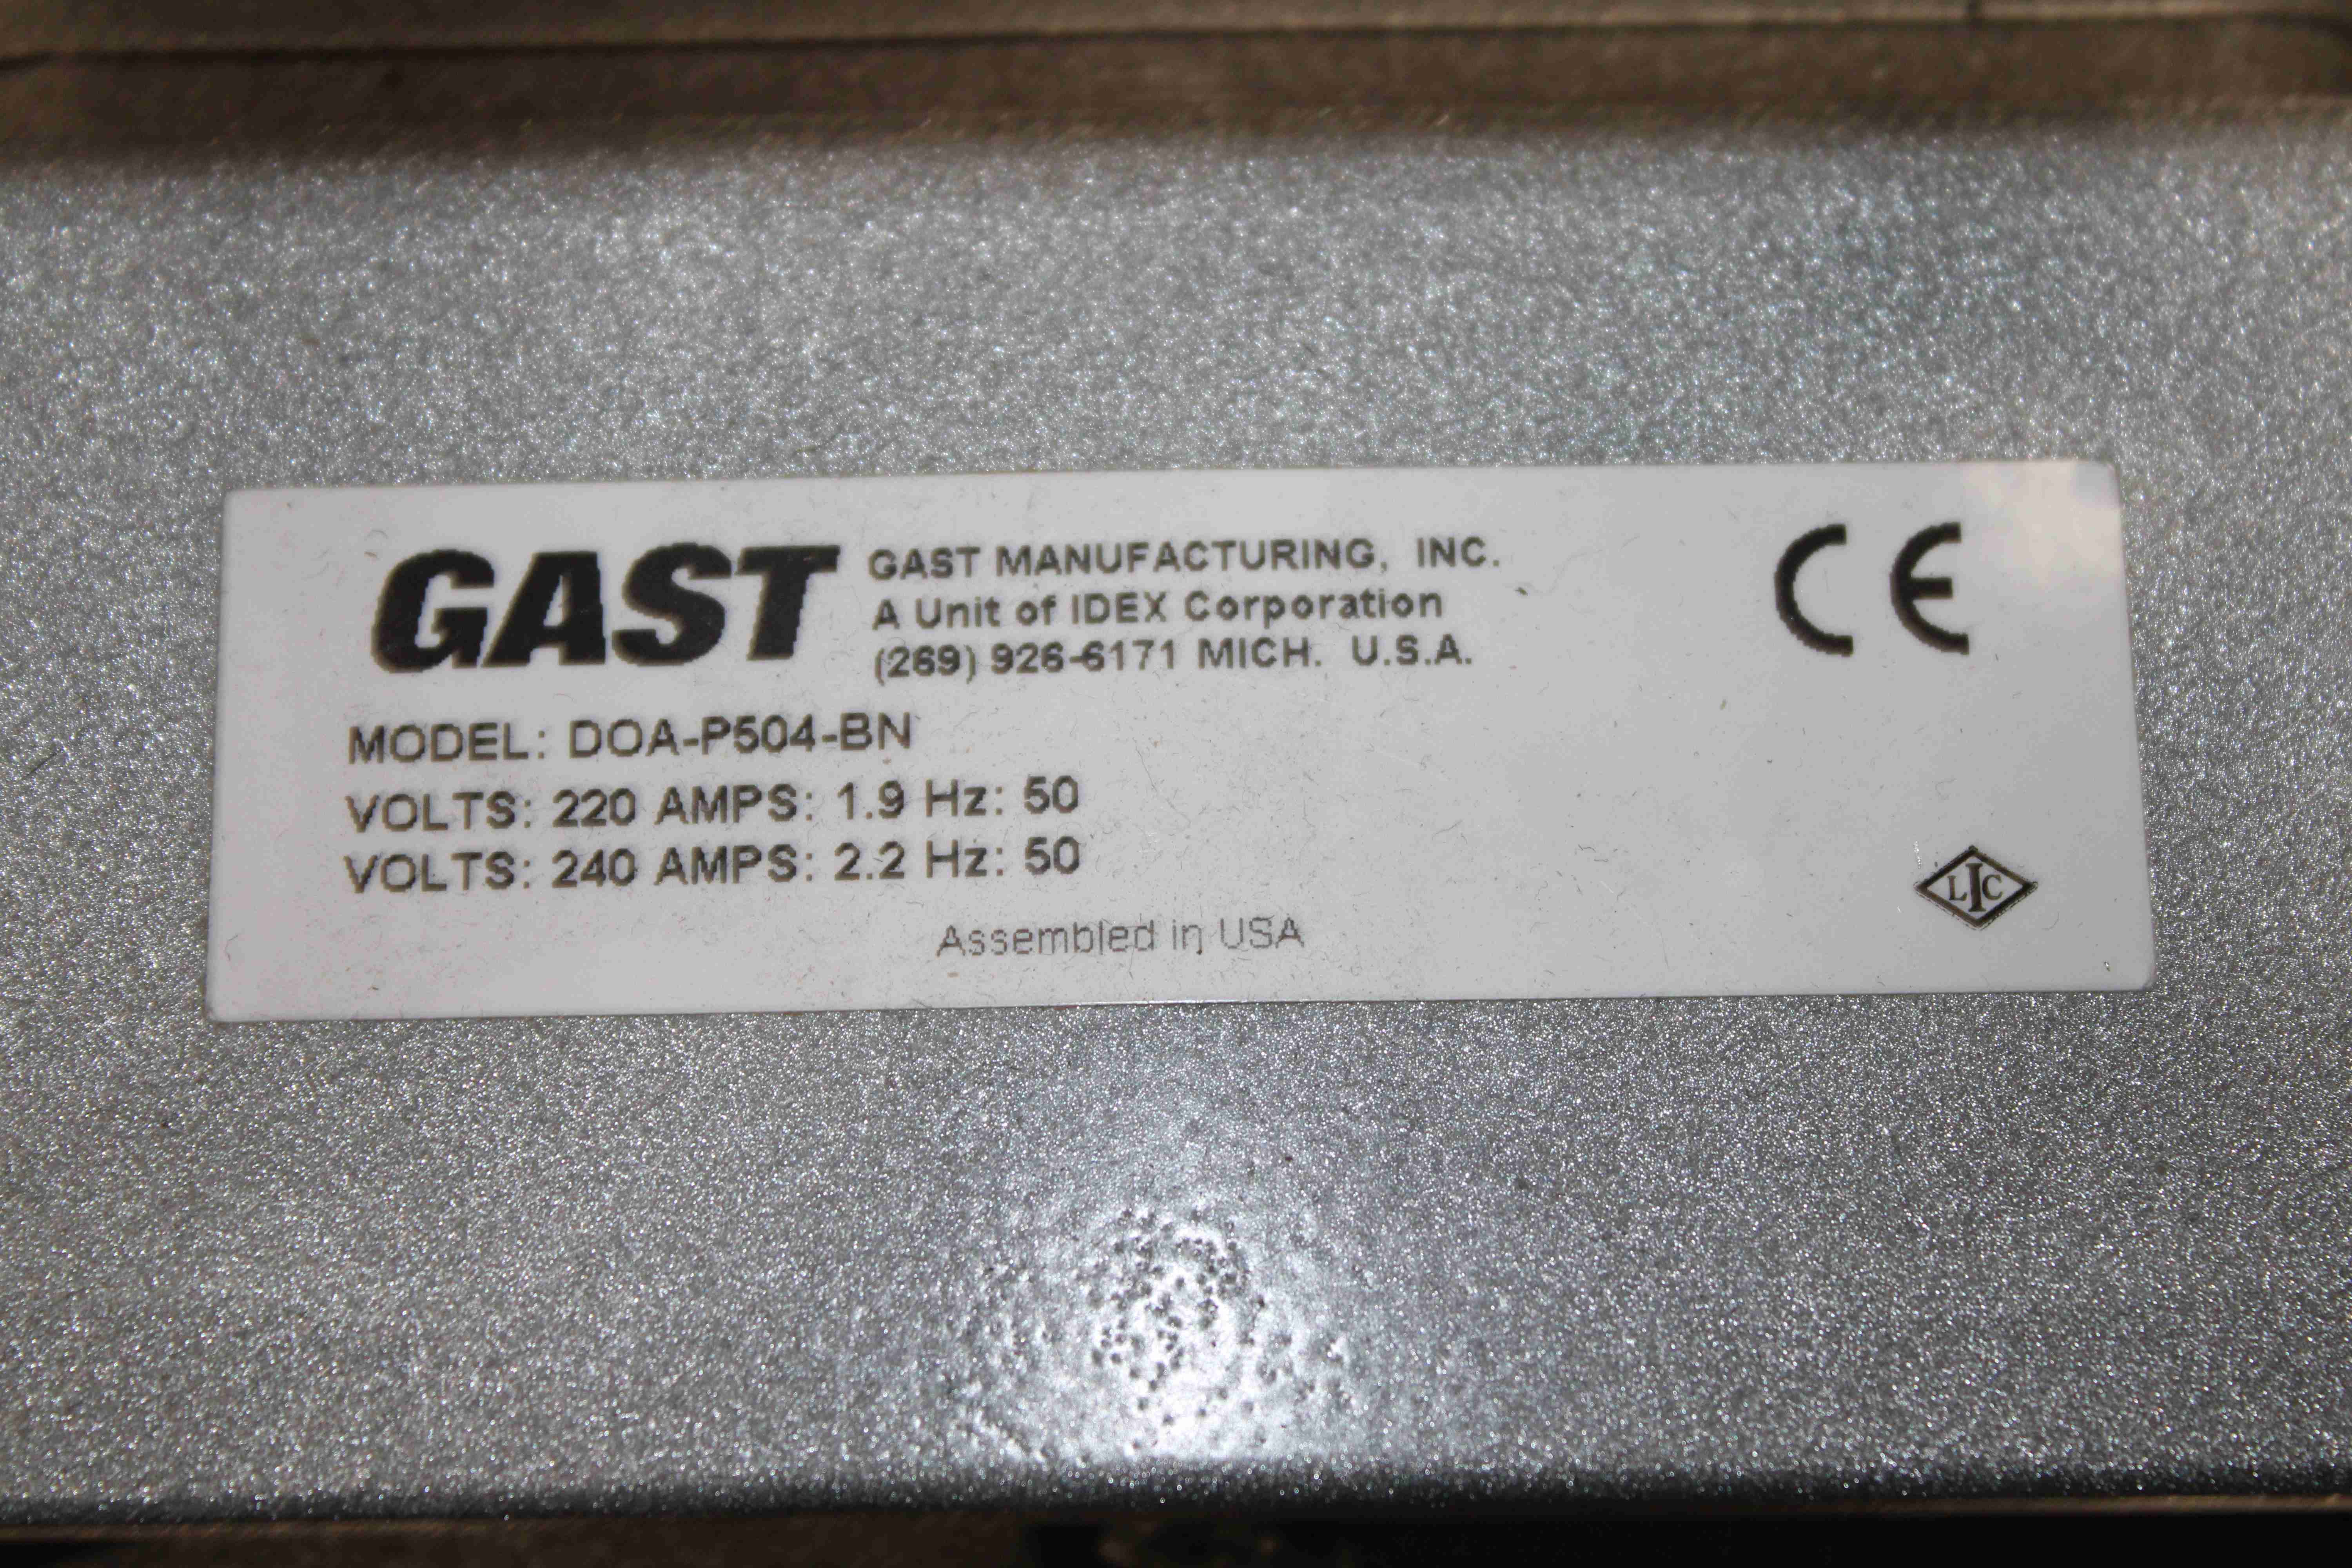 GAST
GAST MANUFACTURING, INC.
A Unit of IDEX Corporation
(269) 926-6171 MICH. U.S.A.
CE
MODEL: DOA-P504-BN
VOLTS: 220 AMPS: 1.9 Hz: 50
VOLTS: 240 AMPS: 2.2 Hz: 50
LIC
Assembled in USA